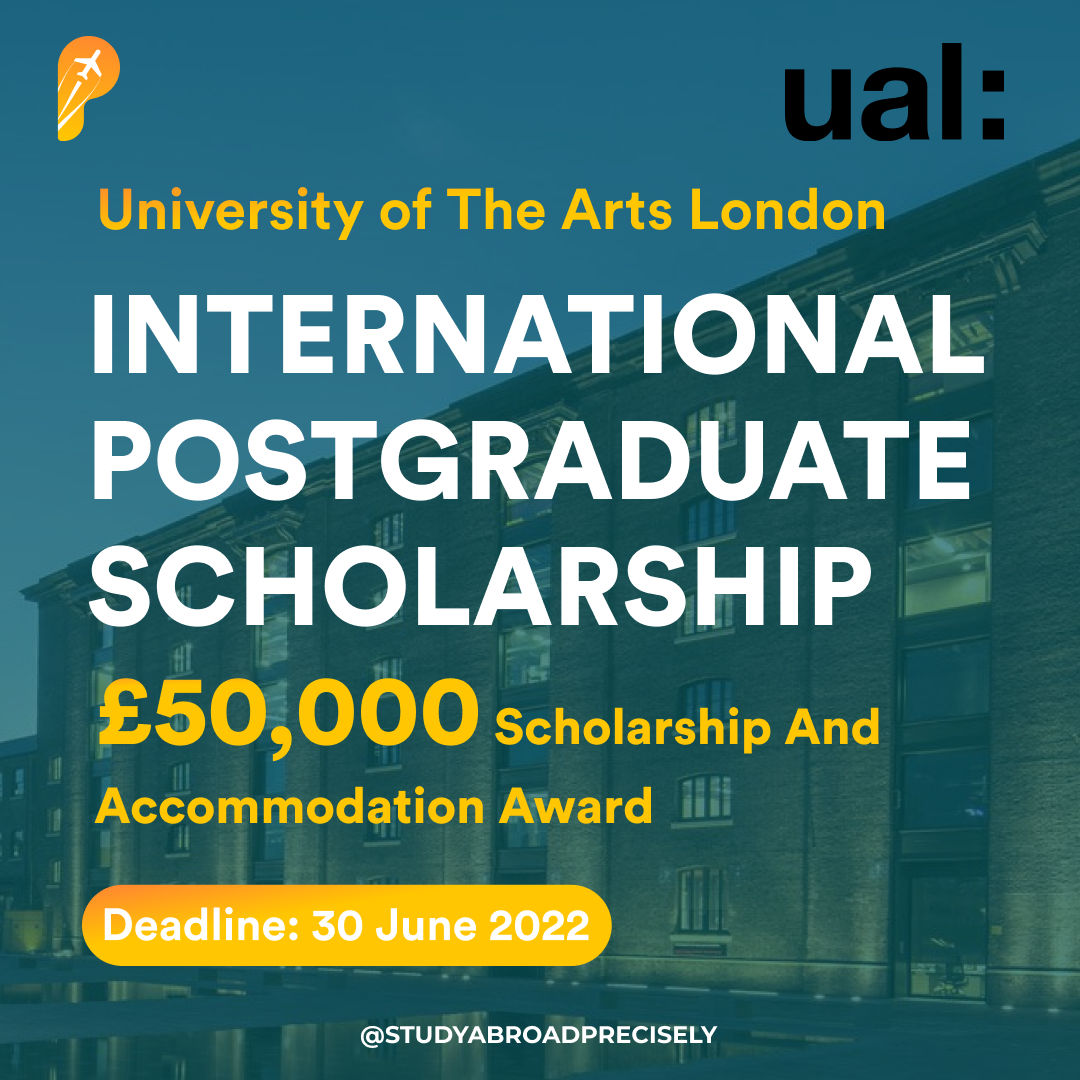 ual:
University of The Arts London
INTERNATIONAL
POSTGRADUATE
SCHOLARSHIP
£50,000 Scholarship And
Accommodation Award
Deadline: 30 June 2022
@STUDYABROADPRECISELY